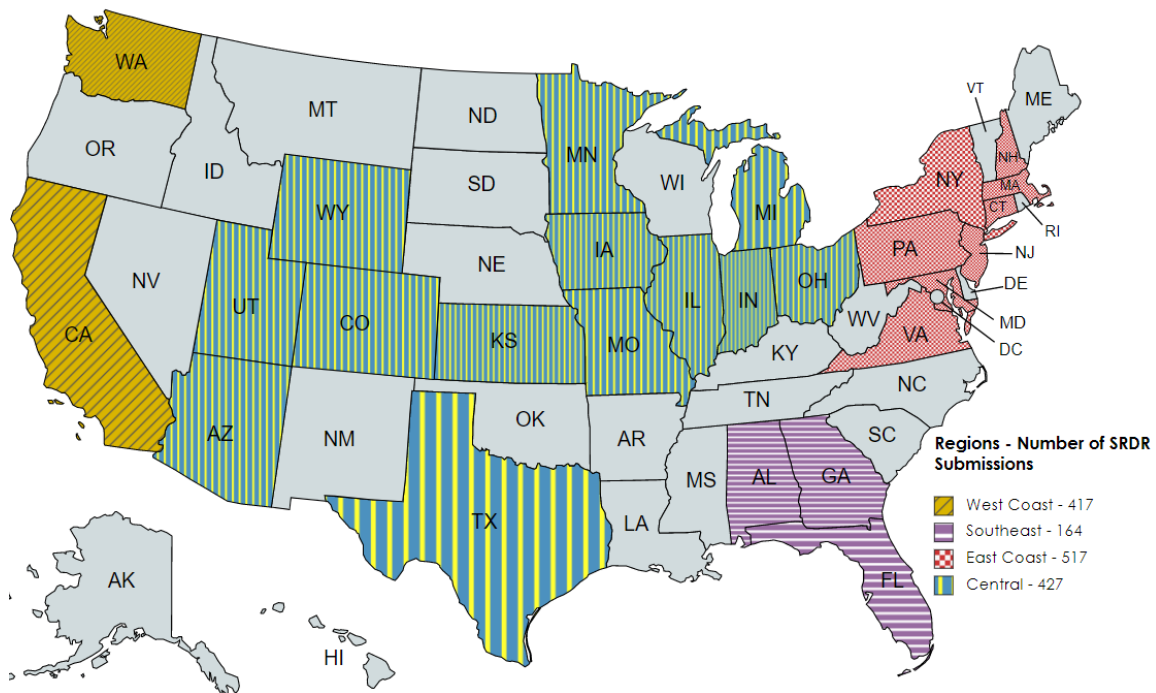 WA
MT
ND
VT
ME
OR
MN
ID
SD
WI
NH
NY
MA
WY
MI
CT
RI
IA
PA
NJ
NE
NV
OH
DE
UT
IL
IN
CO
WV
MD
CA
KS
MO
VA
DC
KY
NC
TN
OK
AZ
NM
AR
SC
Regions - Number of SRDR
Submissions
MS
AL
GA
West Coast - 417
TX
LA
Southeast - 164
East Coast - 517
AK
FL
Central - 427
HI